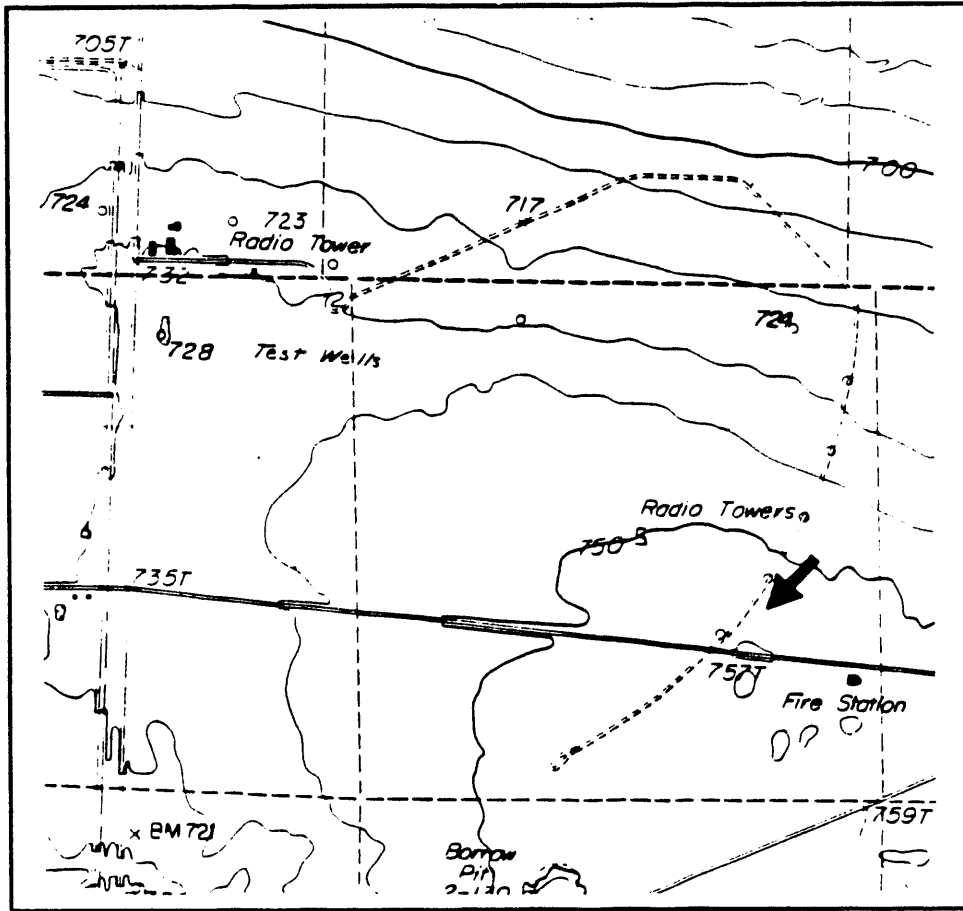 705T
700
724
717
723
Radio Tower
732
724
728
Test Wells
Radio Towers
750
735T
757T
Fire Station
759T
BM 721
Borrow
Pit